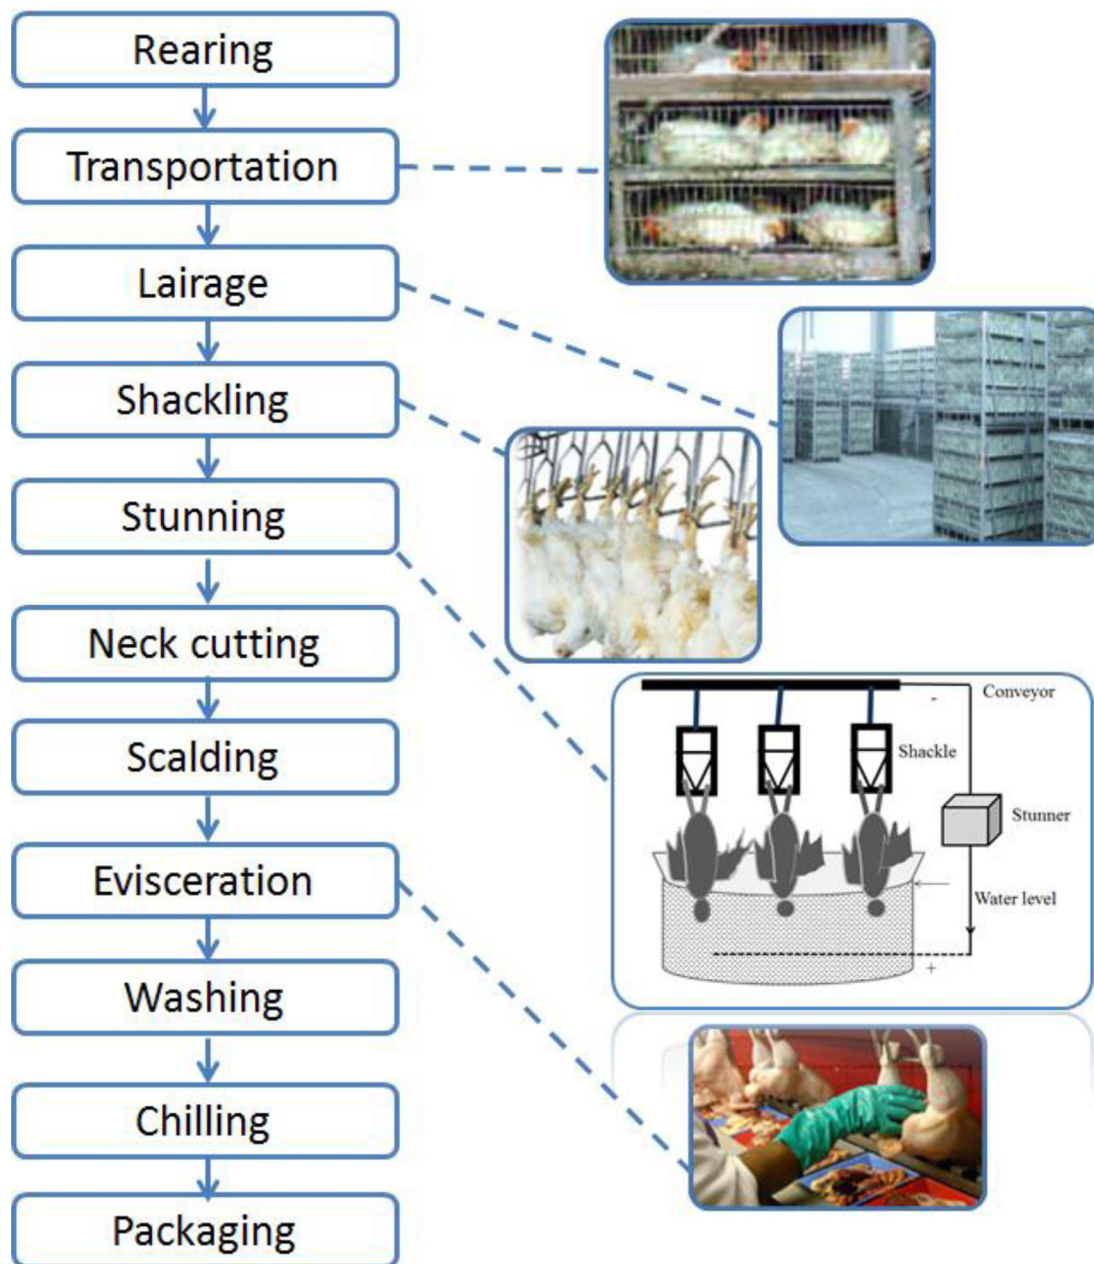 Rearing
Transportation
Lairage
Shackling
Stunning
Neck cutting
Scalding
Evisceration
Washing
Chilling
Packaging
Conveyor
-
Shackle
Stunner
Water level
+